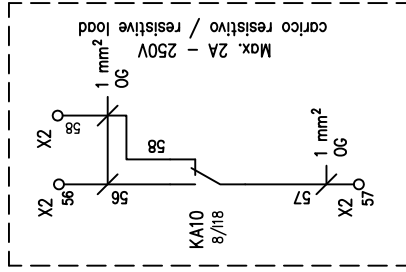 carico resistivo / resistive load
Max. 2A – 250V
1 mm²
OG
X2
58
58
X2
56
56
KA10
8/I18
57
1 mm²
OG
X2
57